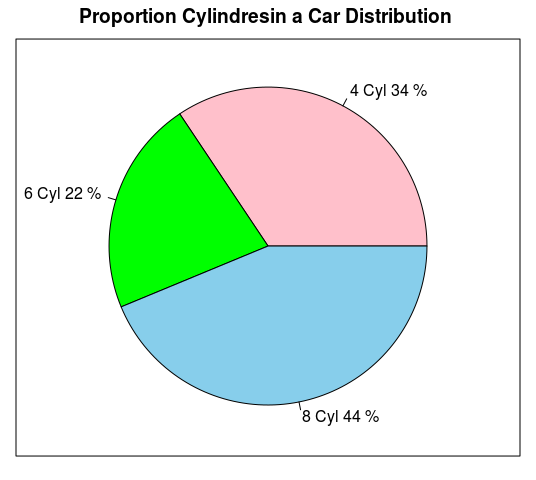 Proportion Cylindresin a Car Distribution
4 Cyl 34 %
6 Cyl 22 %
8 Cyl 44 %